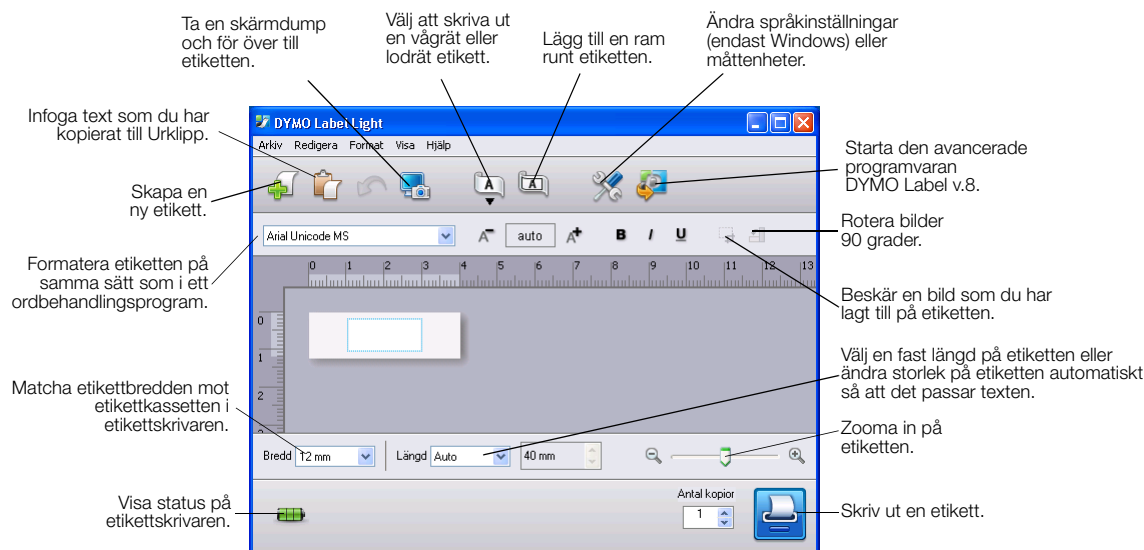 Ta en skärmdump
och för över till
etiketten.
Välj att skriva ut
en vågrät eller
lodrät etikett.
Lägg till en ram
runt etiketten.
Ändra språkinställningar
(endast Windows) eller
måttenheter.
Infoga text som du har
kopierat till Urklipp.
Skapa en
ny etikett.
Formatera etiketten på
samma sätt som i ett
ordbehandlingsprogram.
Matcha etikettbredden mot
etikettkassetten i
etikettskrivaren.
Visa status på
etikettskrivaren.
DYMO Label Light
Arkiv Redigera Format Visa Hjälp
A A
Arial Unicode MS A auto A B I U
0 1 2 3 4 5 6 7 8 9 10 11 12 13
0
1
2
Bredd 12 mm Längd Auto 40 mm
Antal kopior
1
Starta den avancerade
programvaran
DYMO Label v.8.
Rotera bilder
90 grader.
Beskär en bild som du har
lagt till på etiketten.
Välj en fast längd på etiketten eller
ändra storlek på etiketten automatiskt
så att det passar texten.
Zooma in på
etiketten.
Skriv ut en etikett.